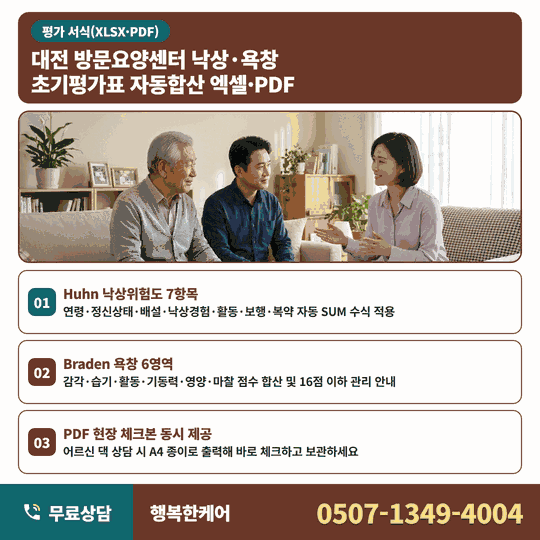 평가 서식(XLSX·PDF)
대전 방문요양센터 낙상·욕창
초기평가표 자동합산 엑셀·PDF
01
Huhn 낙상위험도 7항목
연령·정신상태·배설·낙상경험·활동·보행·복약 자동 SUM 수식 적용
02
Braden 욕창 6영역
감각·습기·활동·기동력·영양·마찰 점수 합산 및 16점 이하 관리 안내
03
PDF 현장 체크본 동시 제공
어르신 댁 상담 시 A4 종이로 출력해 바로 체크하고 보관하세요
무료상담
행복한케어
0507-1349-4004